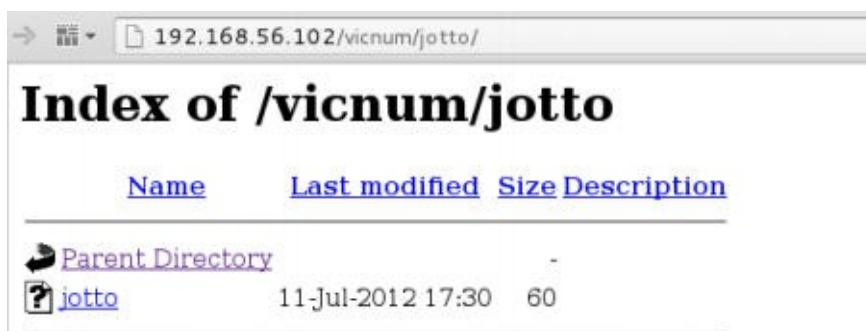 192.168.56.102/vicnum/jotto/
Index of /vicnum/jotto
Name Last modified Size Description
Parent Directory -
jotto 11-Jul-2012 17:30 60